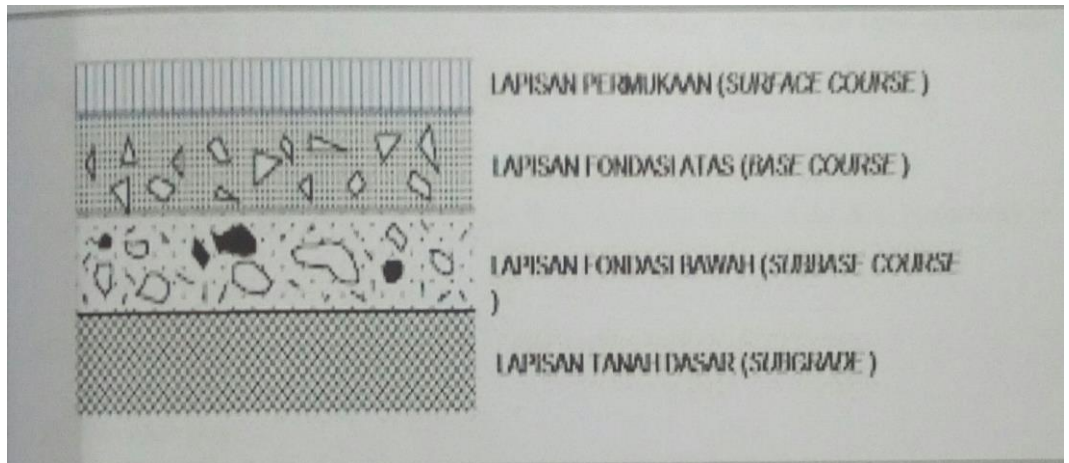 LAPISAN PERMUKAAN (SURFACE COURSE )
LAPISAN FONDASI ATAS (BASE COURSE )
LAPISAN FONDASI BAWAH (SUBBASE COURSE
)
LAPISAN TANAH DASAR (SUBGRADE )